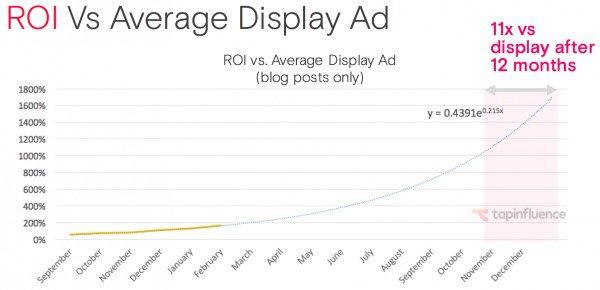 ROI Vs Average Display Ad
11x vs
display after
12 months
ROI vs. Average Display Ad
(blog posts only)
1800%
1600%
1400%
1200%
1000%
800%
600%
400%
200%
0%
y = 0.4391e^0.215x
tapinfluence
September
October
November
December
January
February
March
April
May
June
July
August
September
October
November
December